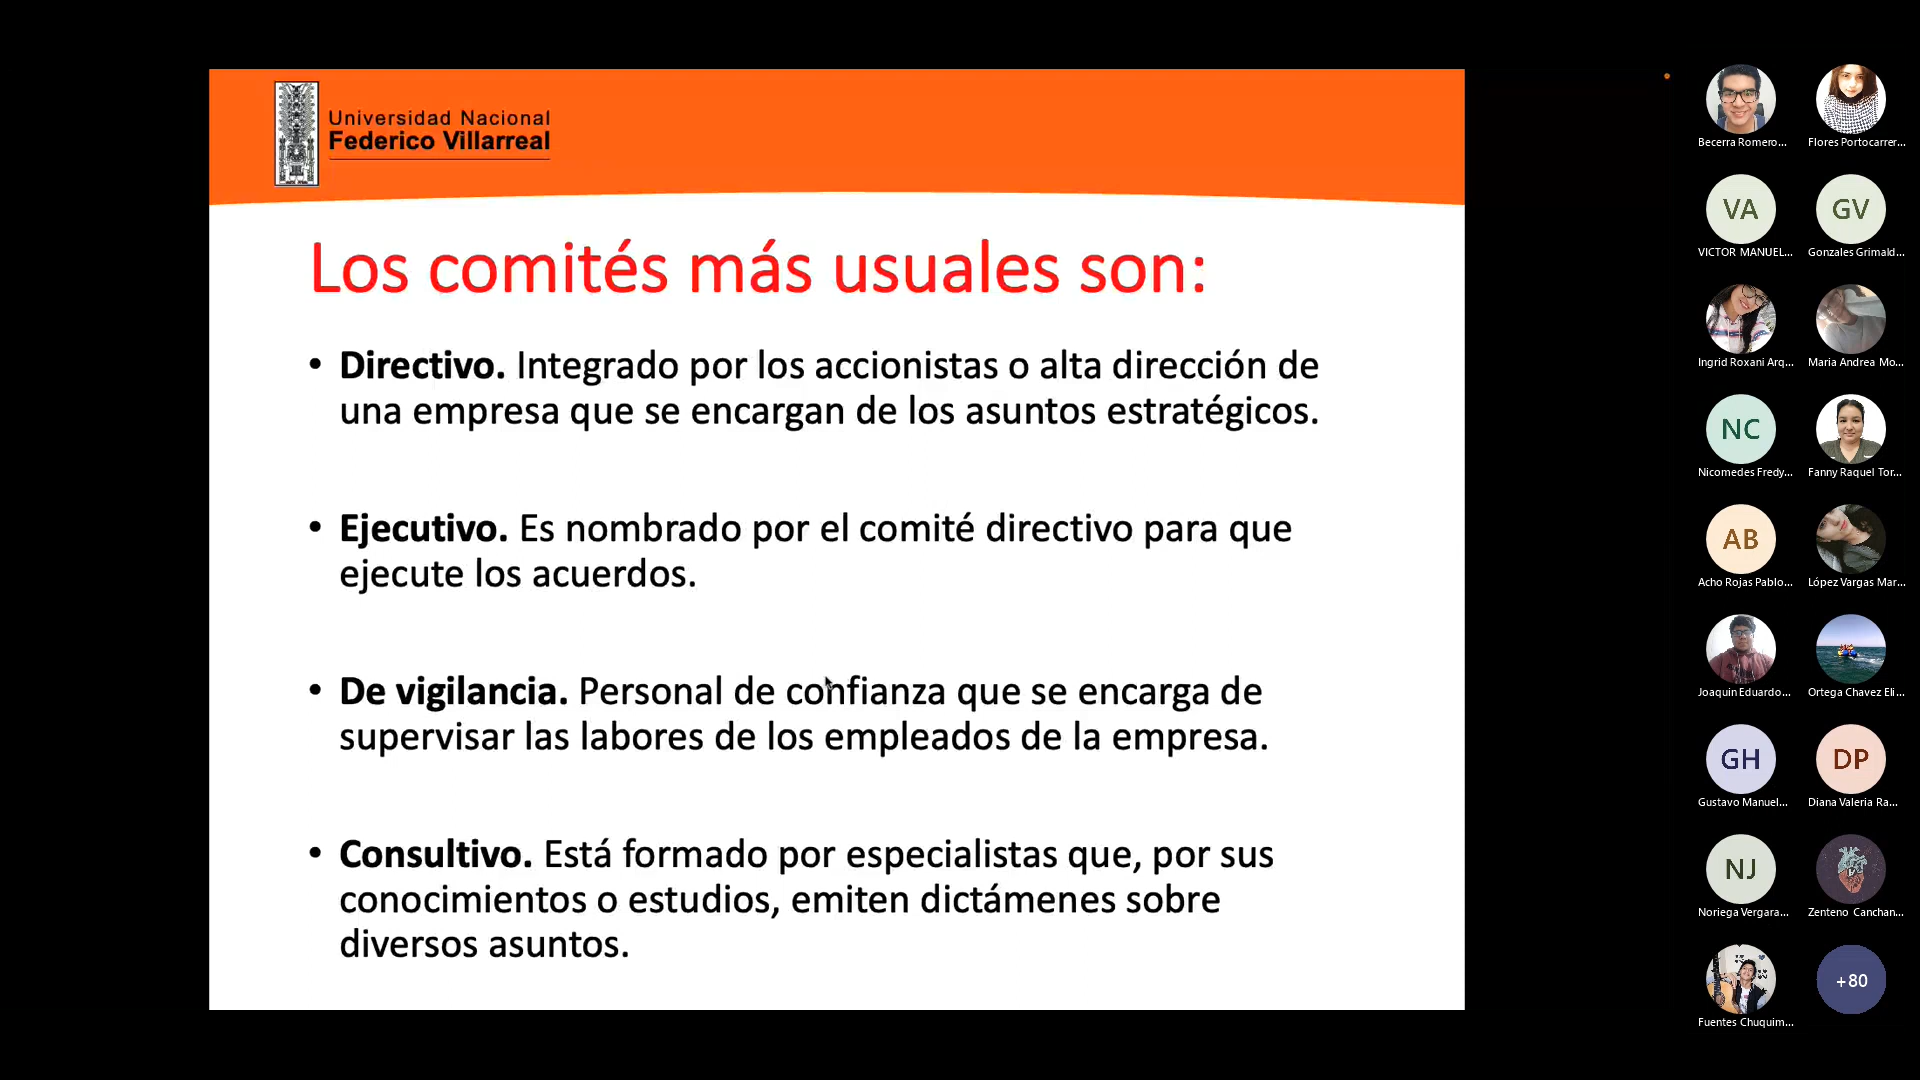 Universidad Nacional
Federico Villarreal
Los comités más usuales son:
• Directivo. Integrado por los accionistas o alta dirección de
una empresa que se encargan de los asuntos estratégicos.
• Ejecutivo. Es nombrado por el comité directivo para que
ejecute los acuerdos.
• De vigilancia. Personal de confianza que se encarga de
supervisar las labores de los empleados de la empresa.
• Consultivo. Está formado por especialistas que, por sus
conocimientos o estudios, emiten dictámenes sobre
diversos asuntos.
Becerra Romero...
Flores Portocarrer...
VA
GV
VICTOR MANUEL...
Gonzales Grimald...
Ingrid Roxani Arq...
Maria Andrea Mo...
NC
Nicomedes Fredy...
Fanny Raquel Tor...
AB
Acho Rojas Pablo...
López Vargas Mar...
Joaquin Eduardo...
Ortega Chavez Eli...
GH
DP
Gustavo Manuel...
Diana Valeria Ra...
NJ
Noriega Vergara...
Zenteno Canchan...
+80
Fuentes Chuquim...